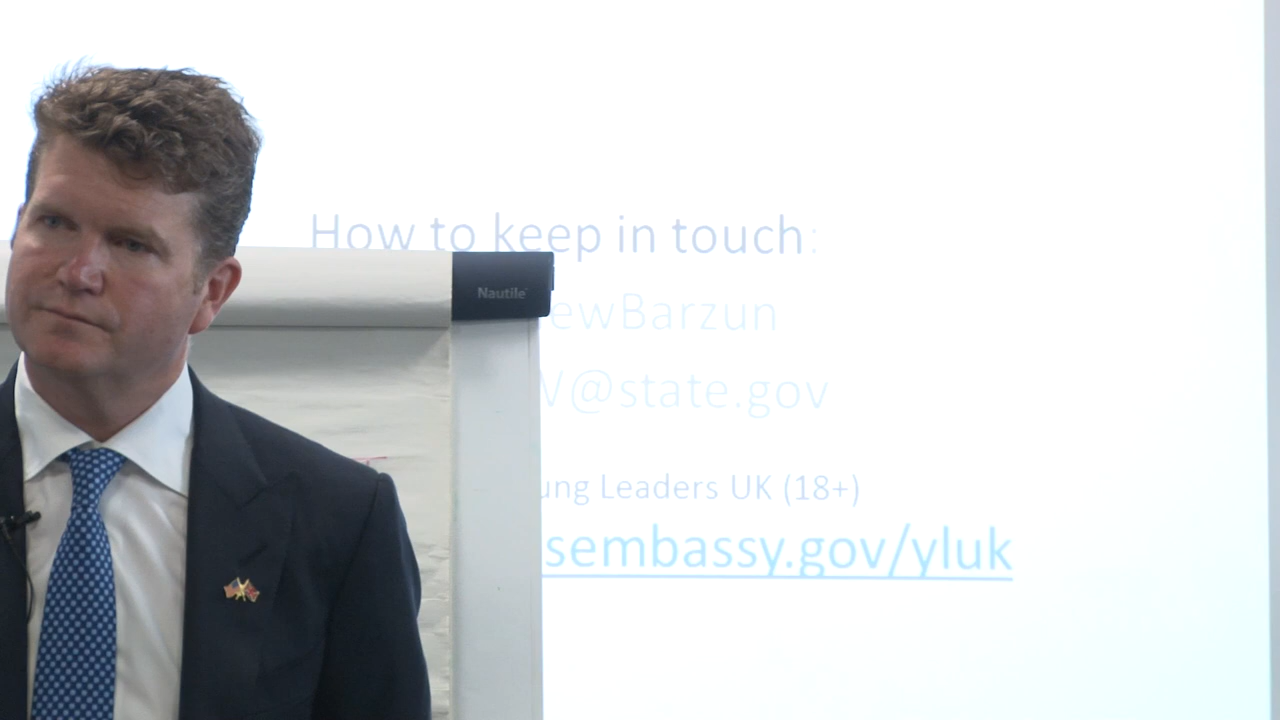 How to keep in touch:
Nautile
ewBarzun
W@state.gov
ung Leaders UK (18+)
sembassy.gov/yluk